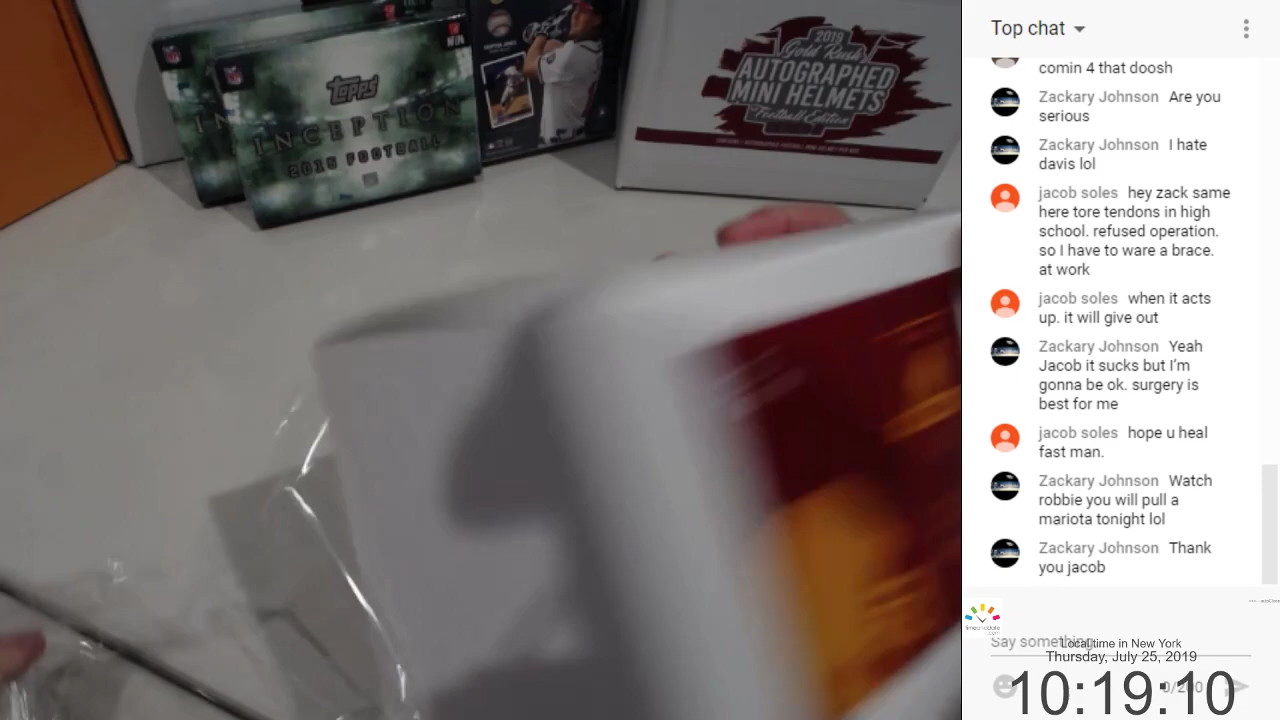 TOPPS
INCEPTION
2018 FOOTBALL
2019
Gold Rush
AUTOGRAPHED
MINI HELMETS
Football Edition
Top chat
comin 4 that doosh
Zackary Johnson Are you
serious
Zackary Johnson I hate
davis lol
jacob soles hey zack same
here tore tendons in high
school. refused operation.
so I have to ware a brace.
at work
jacob soles when it acts
up. it will give out
Zackary Johnson Yeah
Jacob it sucks but I'm
gonna be ok. surgery is
best for me
jacob soles hope u heal
fast man.
Zackary Johnson Watch
robbie you will pull a
mariota tonight lol
Zackary Johnson Thank
you jacob
Say something...
Local time in New York
Thursday, July 25, 2019
0/200
10:19:10